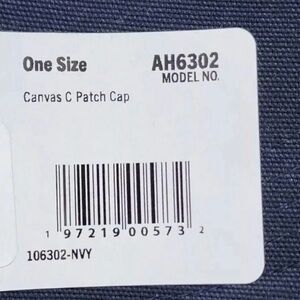 One Size
AH6302
MODEL NO.
Canvas C Patch Cap
1 97219 00573 2
106302-NVY